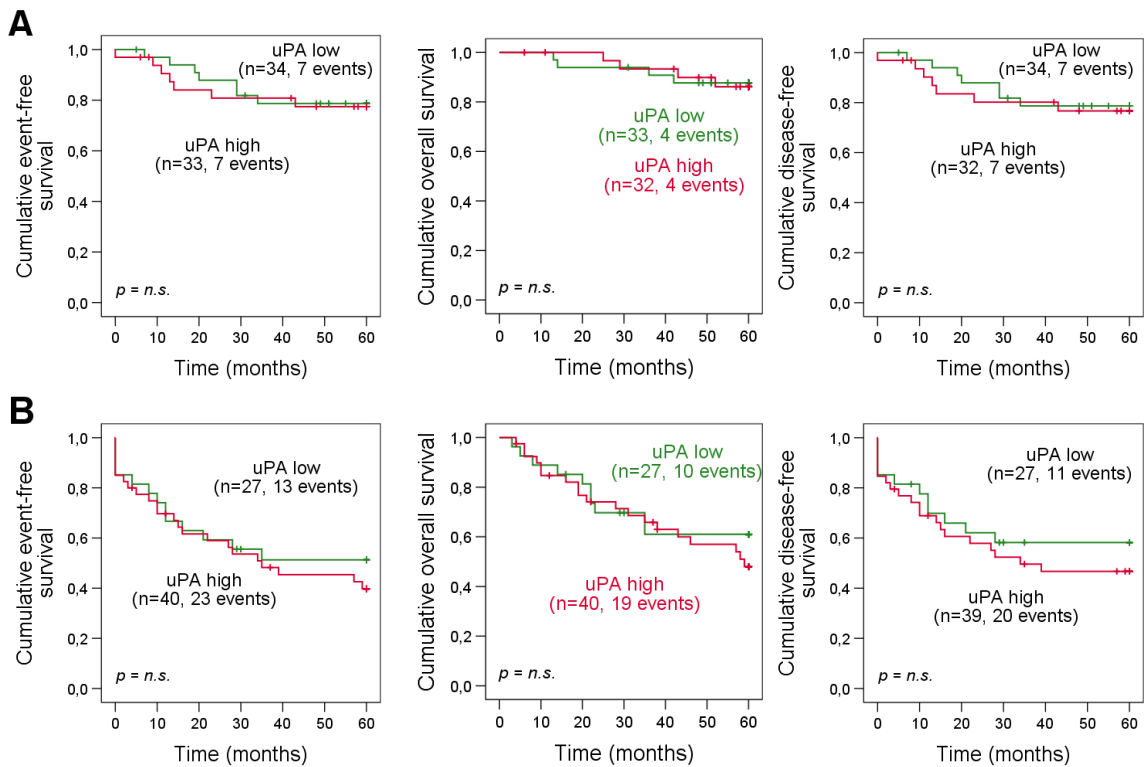 A
Cumulative event-free
survival
1,0
0,8
0,6
0,4
0,2
0,0
uPA low
(n=34, 7 events)
uPA high
(n=33, 7 events)
p = n.s.
0 10 20 30 40 50 60
Time (months)
Cumulative overall survival
1,0
0,8
0,6
0,4
0,2
0,0
uPA low
(n=33, 4 events)
uPA high
(n=32, 4 events)
p = n.s.
0 10 20 30 40 50 60
Time (months)
Cumulative disease-free
survival
1,0
0,8
0,6
0,4
0,2
0,0
uPA low
(n=34, 7 events)
uPA high
(n=32, 7 events)
p = n.s.
0 10 20 30 40 50 60
Time (months)
B
Cumulative event-free
survival
1,0
0,8
0,6
0,4
0,2
0,0
uPA low
(n=27, 13 events)
uPA high
(n=40, 23 events)
p = n.s.
0 10 20 30 40 50 60
Time (months)
Cumulative overall survival
1,0
0,8
0,6
0,4
0,2
0,0
uPA low
(n=27, 10 events)
uPA high
(n=40, 19 events)
p = n.s.
0 10 20 30 40 50 60
Time (months)
Cumulative disease-free
survival
1,0
0,8
0,6
0,4
0,2
0,0
uPA low
(n=27, 11 events)
uPA high
(n=39, 20 events)
p = n.s.
0 10 20 30 40 50 60
Time (months)